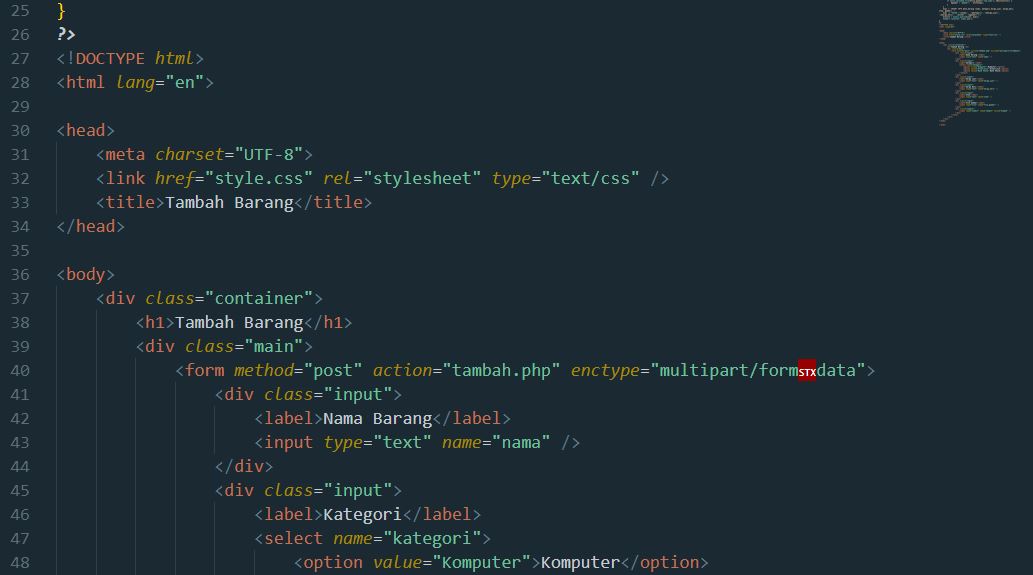 25 }
26 ?>
27 <!DOCTYPE html>
28 <html lang="en">
29
30 <head>
31     <meta charset="UTF-8">
32     <link href="style.css" rel="stylesheet" type="text/css" />
33     <title>Tambah Barang</title>
34 </head>
35
36 <body>
37     <div class="container">
38         <h1>Tambah Barang</h1>
39         <div class="main">
40             <form method="post" action="tambah.php" enctype="multipart/formSTXdata">
41                 <div class="input">
42                     <label>Nama Barang</label>
43                     <input type="text" name="nama" />
44                 </div>
45                 <div class="input">
46                     <label>Kategori</label>
47                     <select name="kategori">
48                         <option value="Komputer">Komputer</option>